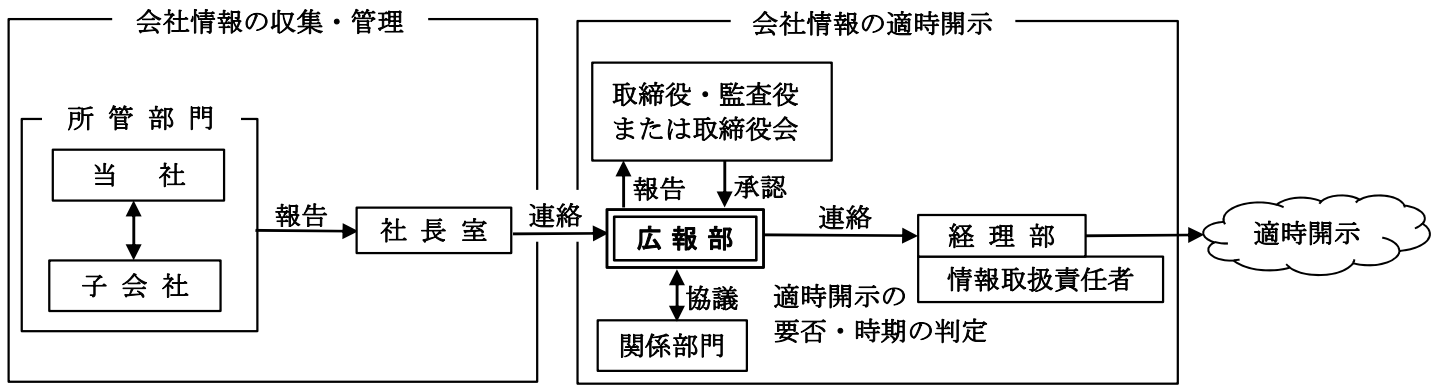 会社情報の収集・管理
所管部門
当社
子会社
報告
社長室
連絡
会社情報の適時開示
取締役・監査役
または取締役会
報告
承認
広報部
協議
関係部門
連絡
適時開示の
要否・時期の判定
経理部
情報取扱責任者
適時開示